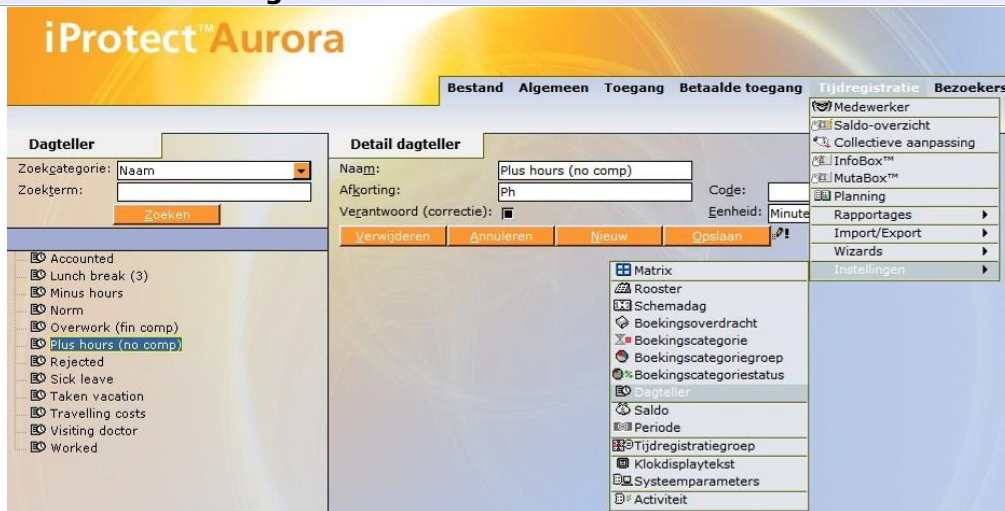 iProtect™Aurora
Bestand Algemeen Toegang Betaalde toegang Tijdregistratie Bezoekers
Medewerker
Saldo-overzicht
Collectieve aanpassing
InfoBox™
MutaBox™
Planning
Rapportages
Import/Export
Wizards
Instellingen
Dagteller
Zoekcategorie: Naam
Zoekterm:
Zoeken
Detail dagteller
Naam: Plus hours (no comp)
Afkorting: Ph Code:
Verantwoord (correctie): Eenheid: Minute
Verwijderen Annuleren Nieuw Opslaan
Accounted
Lunch break (3)
Minus hours
Norm
Overwork (fin comp)
Plus hours (no comp)
Rejected
Sick leave
Taken vacation
Travelling costs
Visiting doctor
Worked
Matrix
Rooster
Schemadag
Boekingsoverdracht
Boekingscategorie
Boekingscategoriegroep
Boekingscategoriestatus
Dagteller
Saldo
Periode
Tijdregistratiegroep
Klokdisplaytekst
Systeemparameters
Activiteit